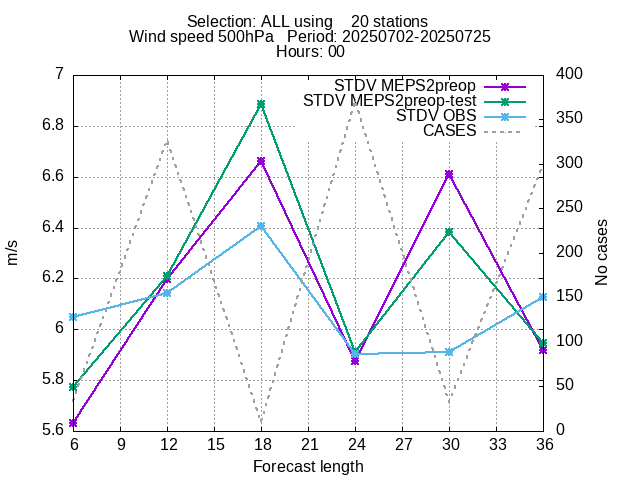 Selection: ALL using    20 stations
Wind speed 500hPa   Period: 20250702-20250725
Hours: 00
STDV MEPS2preop
STDV MEPS2preop-test
STDV OBS
CASES
7
6.8
6.6
6.4
6.2
6
5.8
5.6
m/s
400
350
300
250
200
150
100
50
0
No cases
6 9 12 15 18 21 24 27 30 33 36
Forecast length